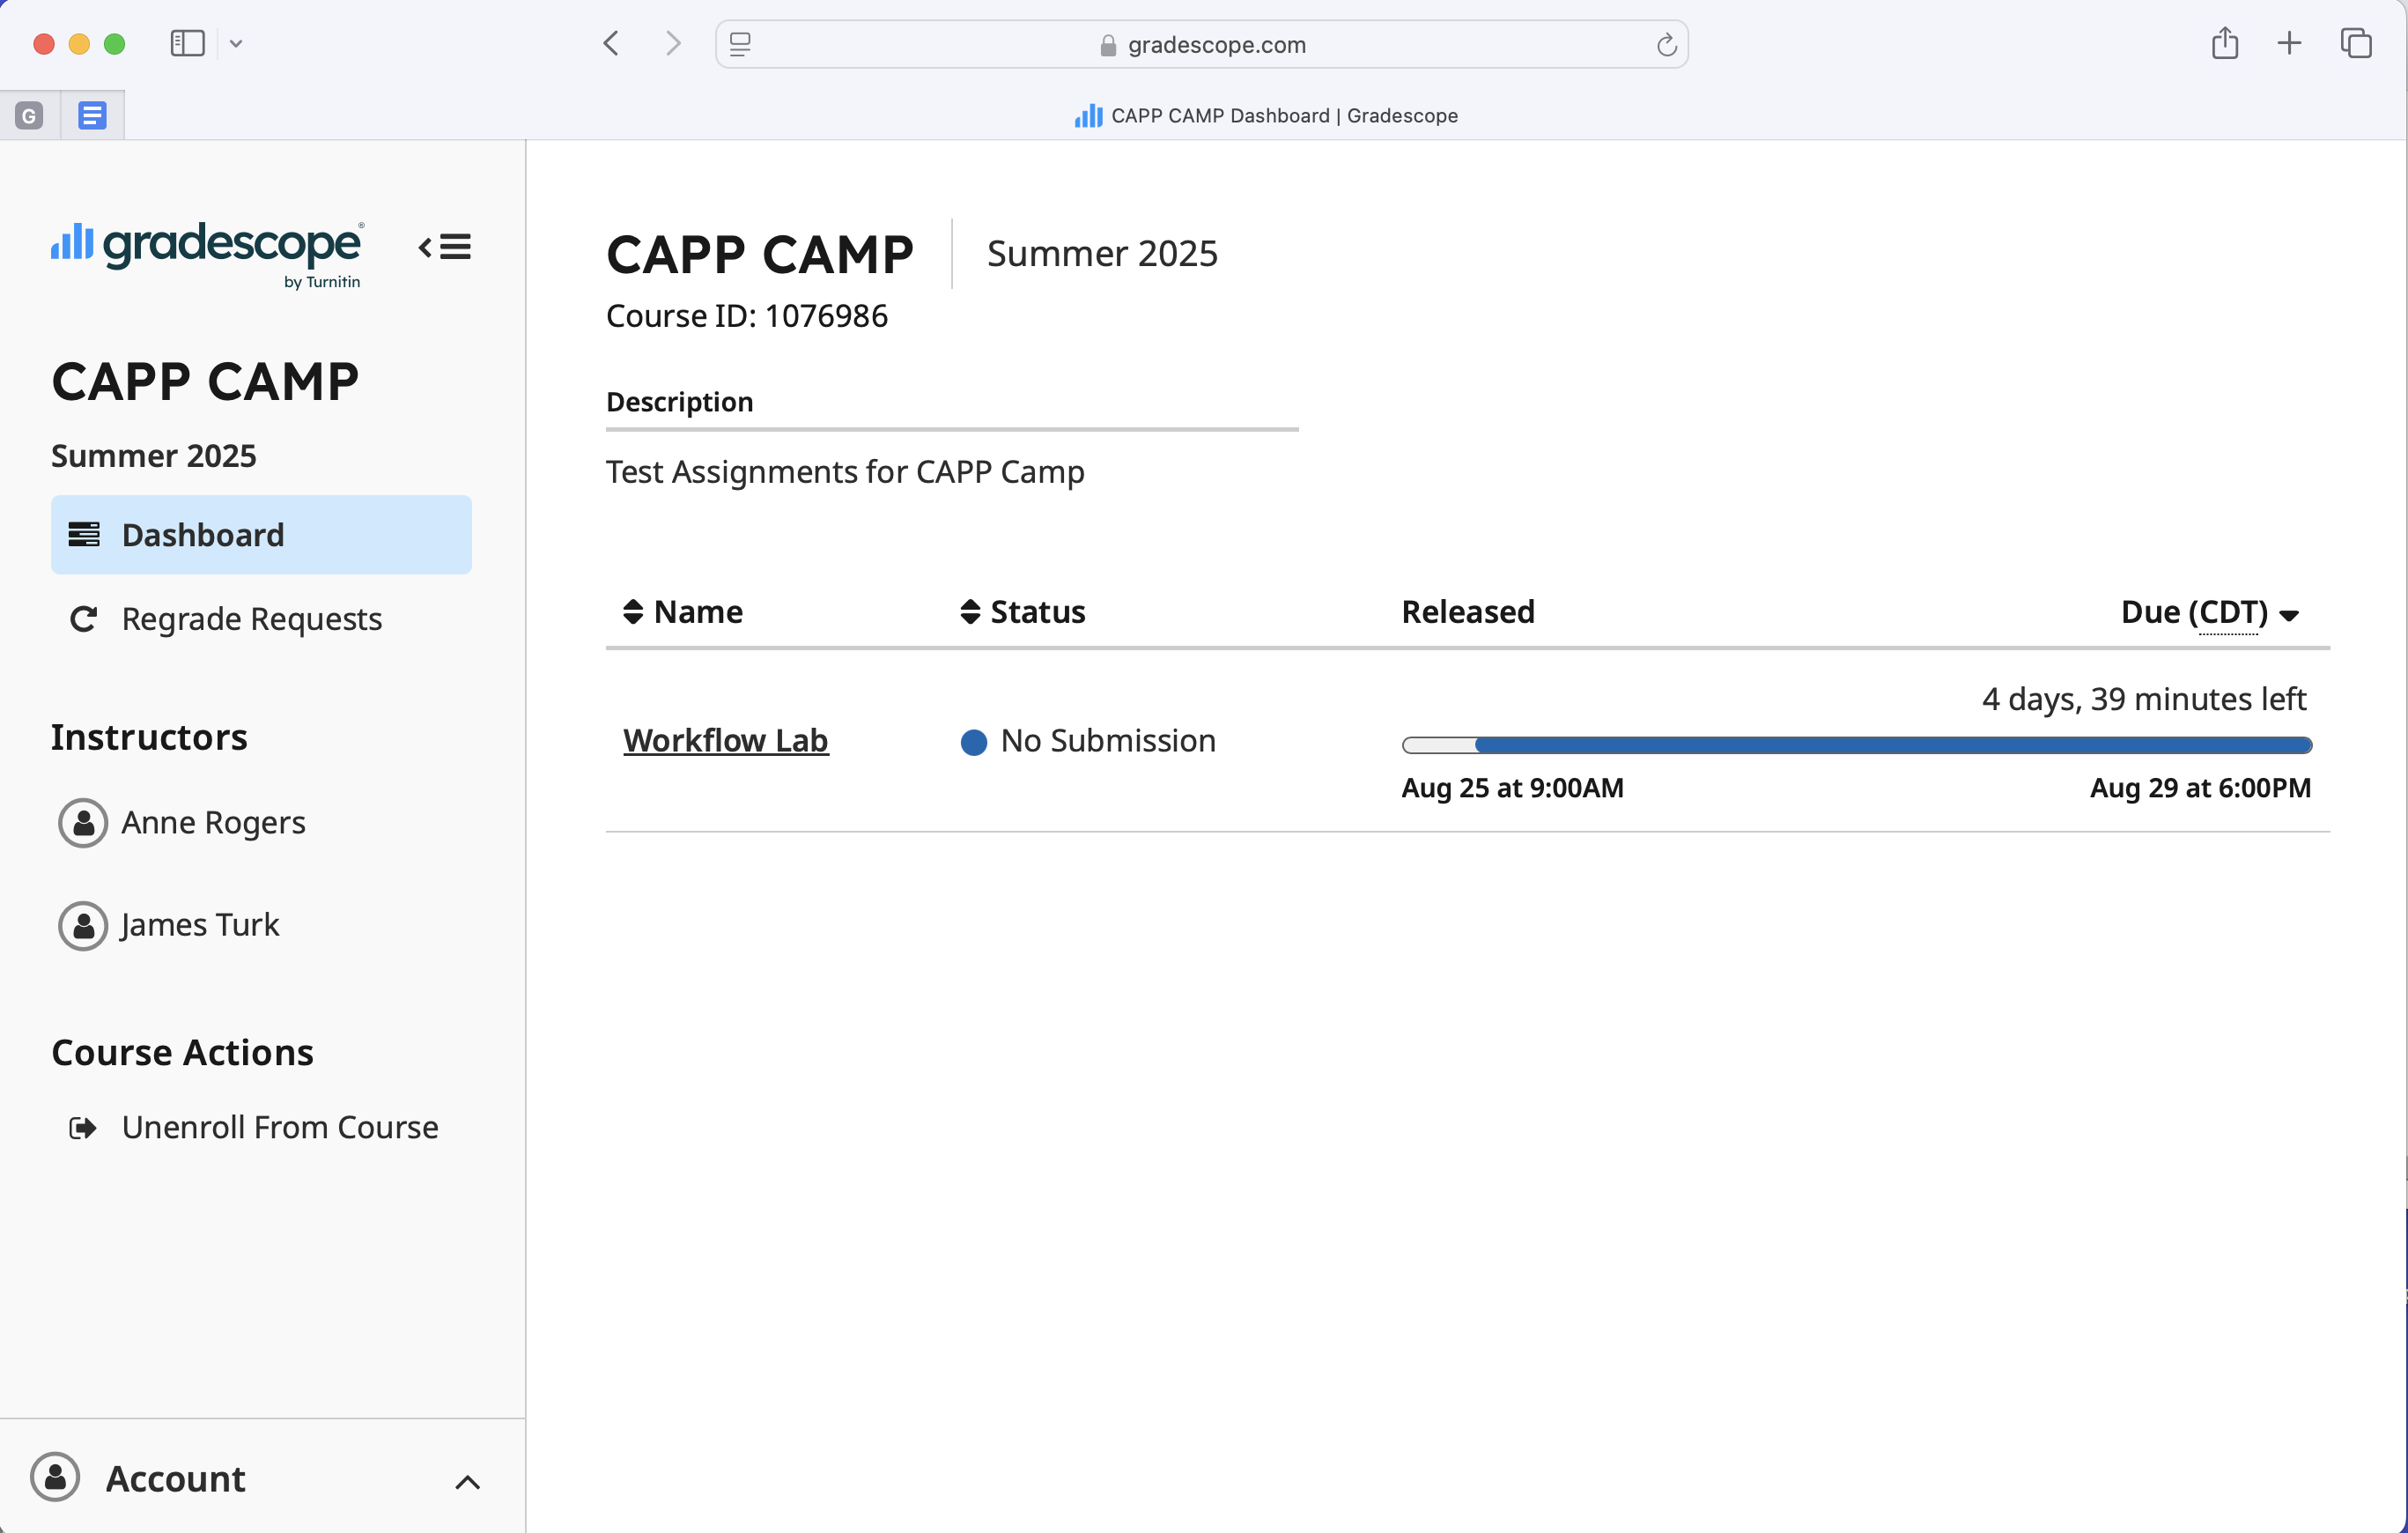 gradescope.com
G
CAPP CAMP Dashboard | Gradescope
gradescope®
by Turnitin
CAPP CAMP
Summer 2025
Dashboard
Regrade Requests
Instructors
Anne Rogers
James Turk
Course Actions
Unenroll From Course
Account
CAPP CAMP
Summer 2025
Course ID: 1076986
Description
Test Assignments for CAPP Camp
Name Status Released Due (CDT)
4 days, 39 minutes left
Workflow Lab No Submission
Aug 25 at 9:00AM Aug 29 at 6:00PM